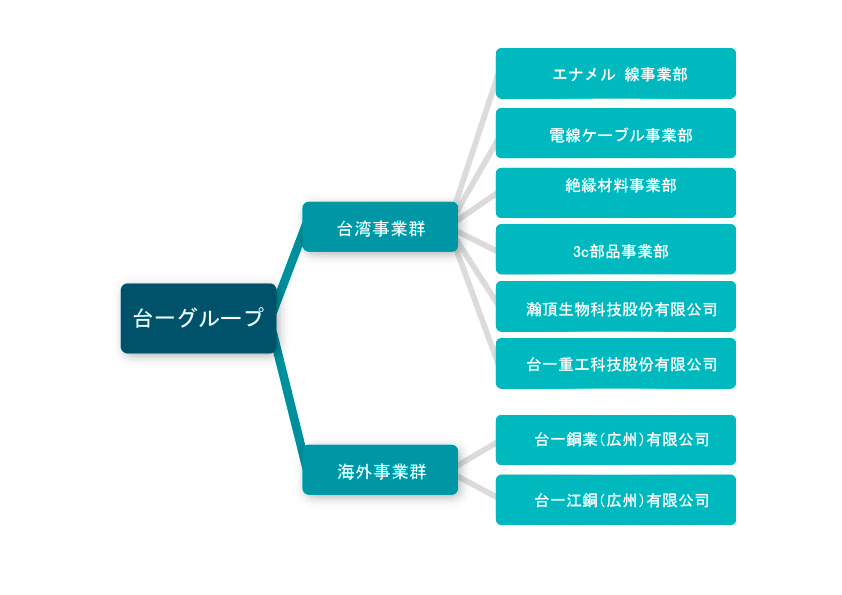 台一グループ
台湾事業群
エナメル 線事業部
電線ケーブル事業部
絶縁材料事業部
3c部品事業部
瀚頂生物科技股份有限公司
台一重工科技股份有限公司
海外事業群
台一銅業(広州)有限公司
台一江銅(広州)有限公司